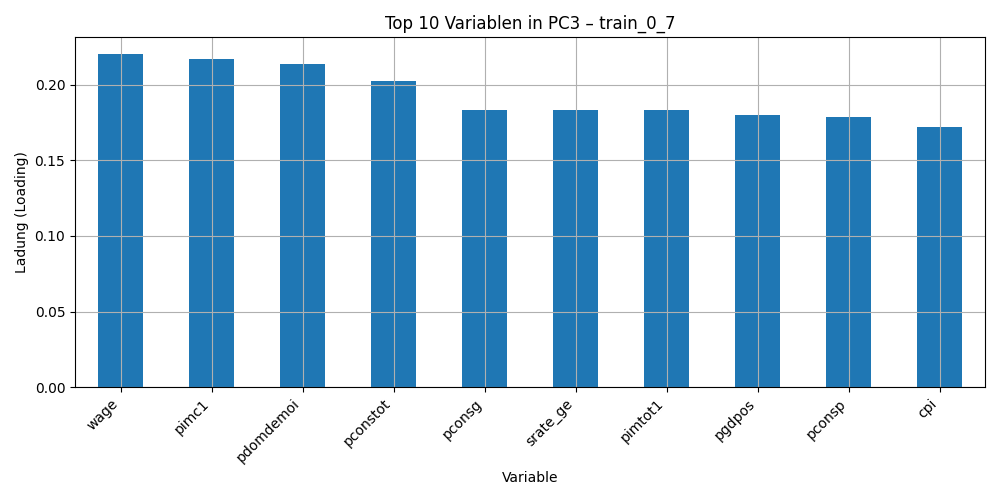 Top 10 Variablen in PC3 – train_0_7
Ladung (Loading)
0.20
0.15
0.10
0.05
0.00
wage
pimc1
pdomdemoi
pconstot
pconsg
srate_ge
pimtot1
pgdpos
pconsp
cpi
Variable